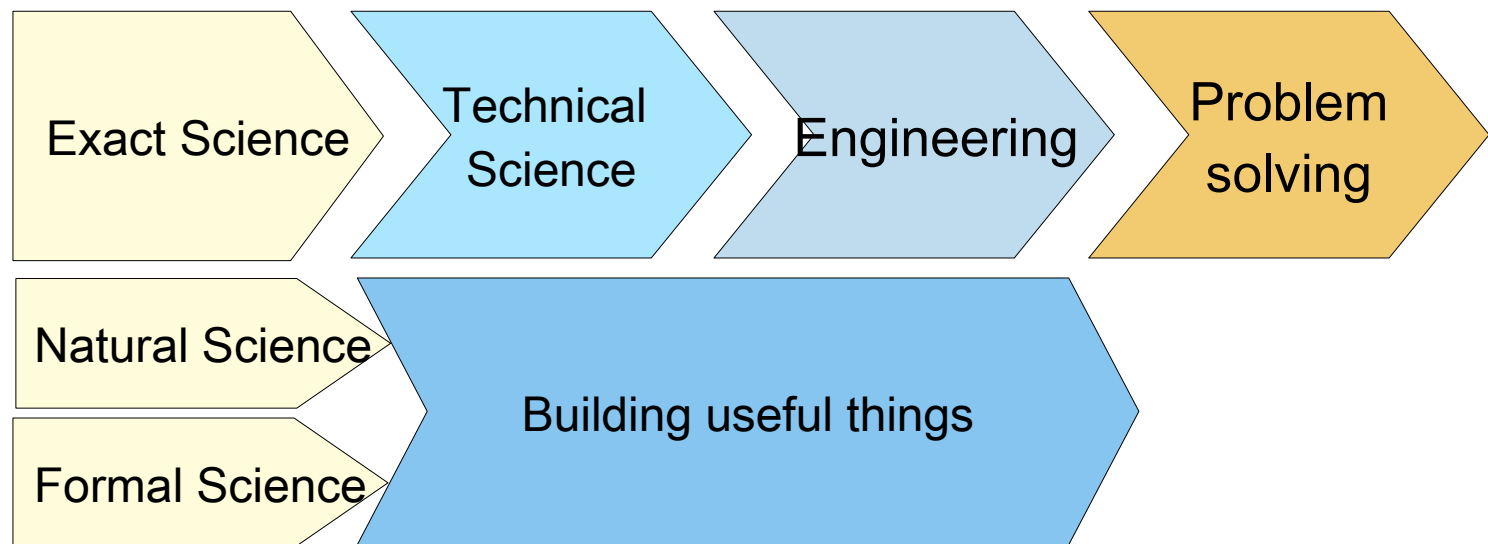 Exact Science
Technical
Science
Engineering
Problem
solving
Natural Science
Building useful things
Formal Science